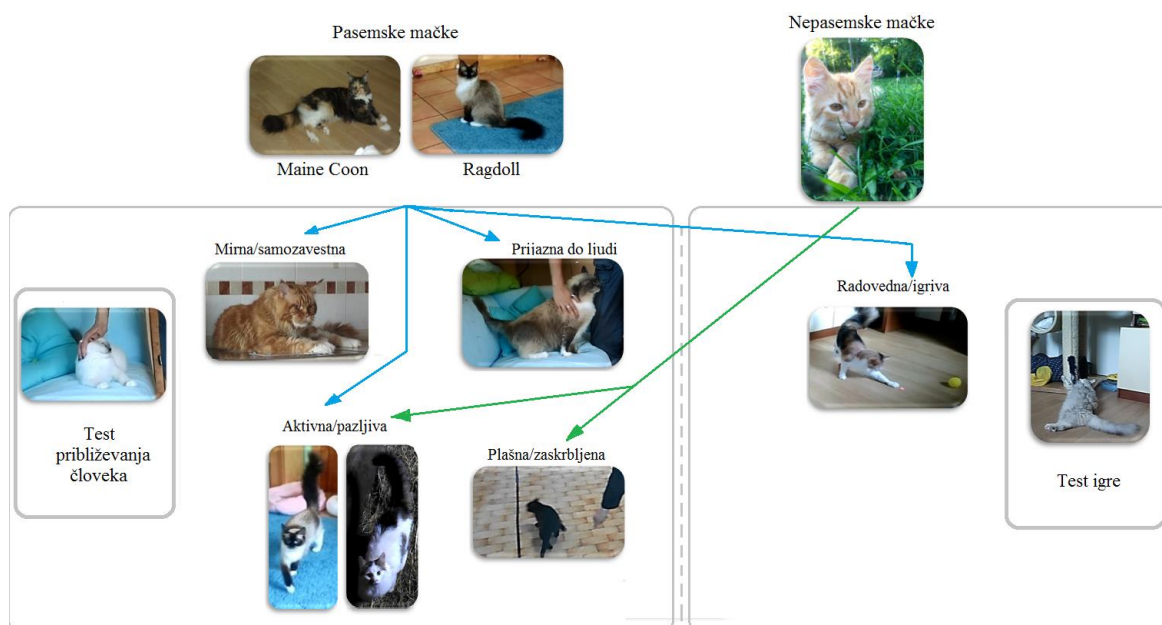 Pasemske mačke
Nepasemske mačke
Maine Coon
Ragdoll
Mirna/samozavestna
Prijazna do ljudi
Radovedna/igriva
Test
približevanja
človeka
Aktivna/pazljiva
Plašna/zaskrbljena
Test igre